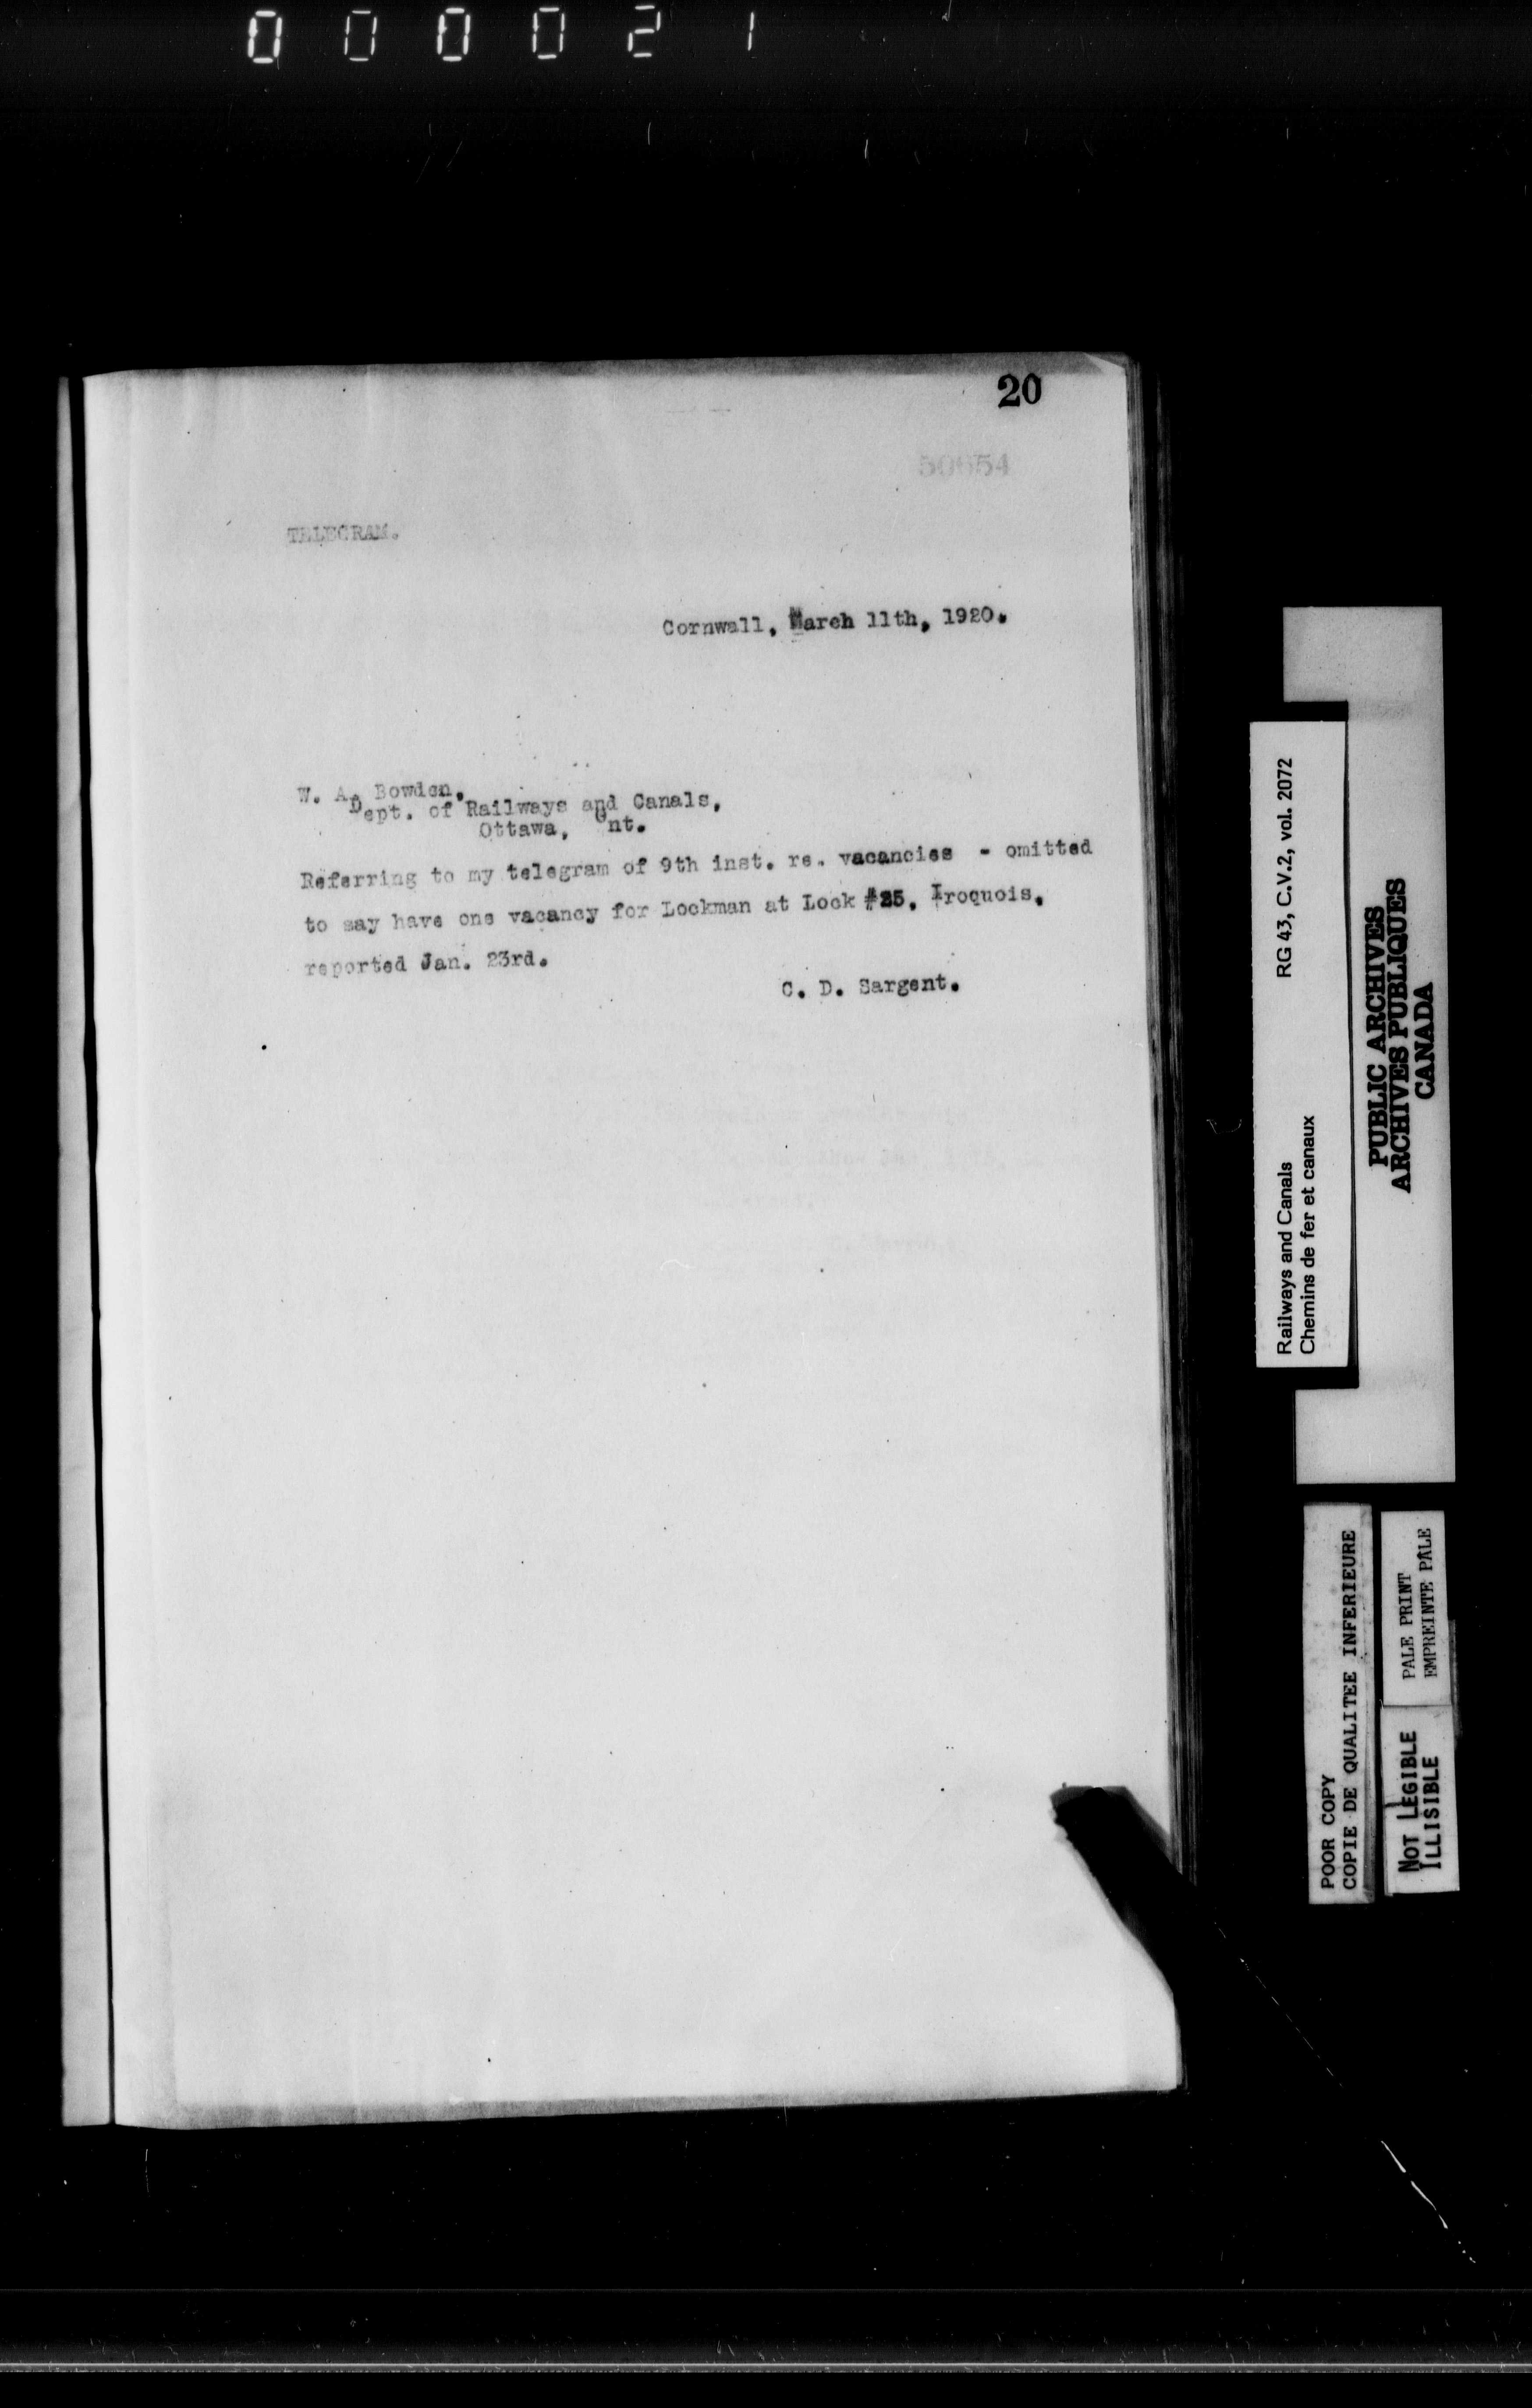 000021
20
50654
TELEGRAM.
Cornwall, March 11th, 1920.
W. A. Bowden,
Dept. of Railways and Canals,
Ottawa, Ont.
Referring to my telegram of 9th inst. re. vacancies - omitted
to say have one vacancy for Lockman at Lock #25, Iroquois,
reported Jan. 23rd.
C. D. Sargent.
Railways and Canals RG 43, C.V.2, vol. 2072
Chemins de fer et canaux
PUBLIC ARCHIVES
ARCHIVES PUBLIQUES
CANADA
POOR COPY
COPIE DE QUALITEE INFERIEURE
PALE PRINT
EMPREINTE PÂLE
NOT LEGIBLE
ILLISIBLE